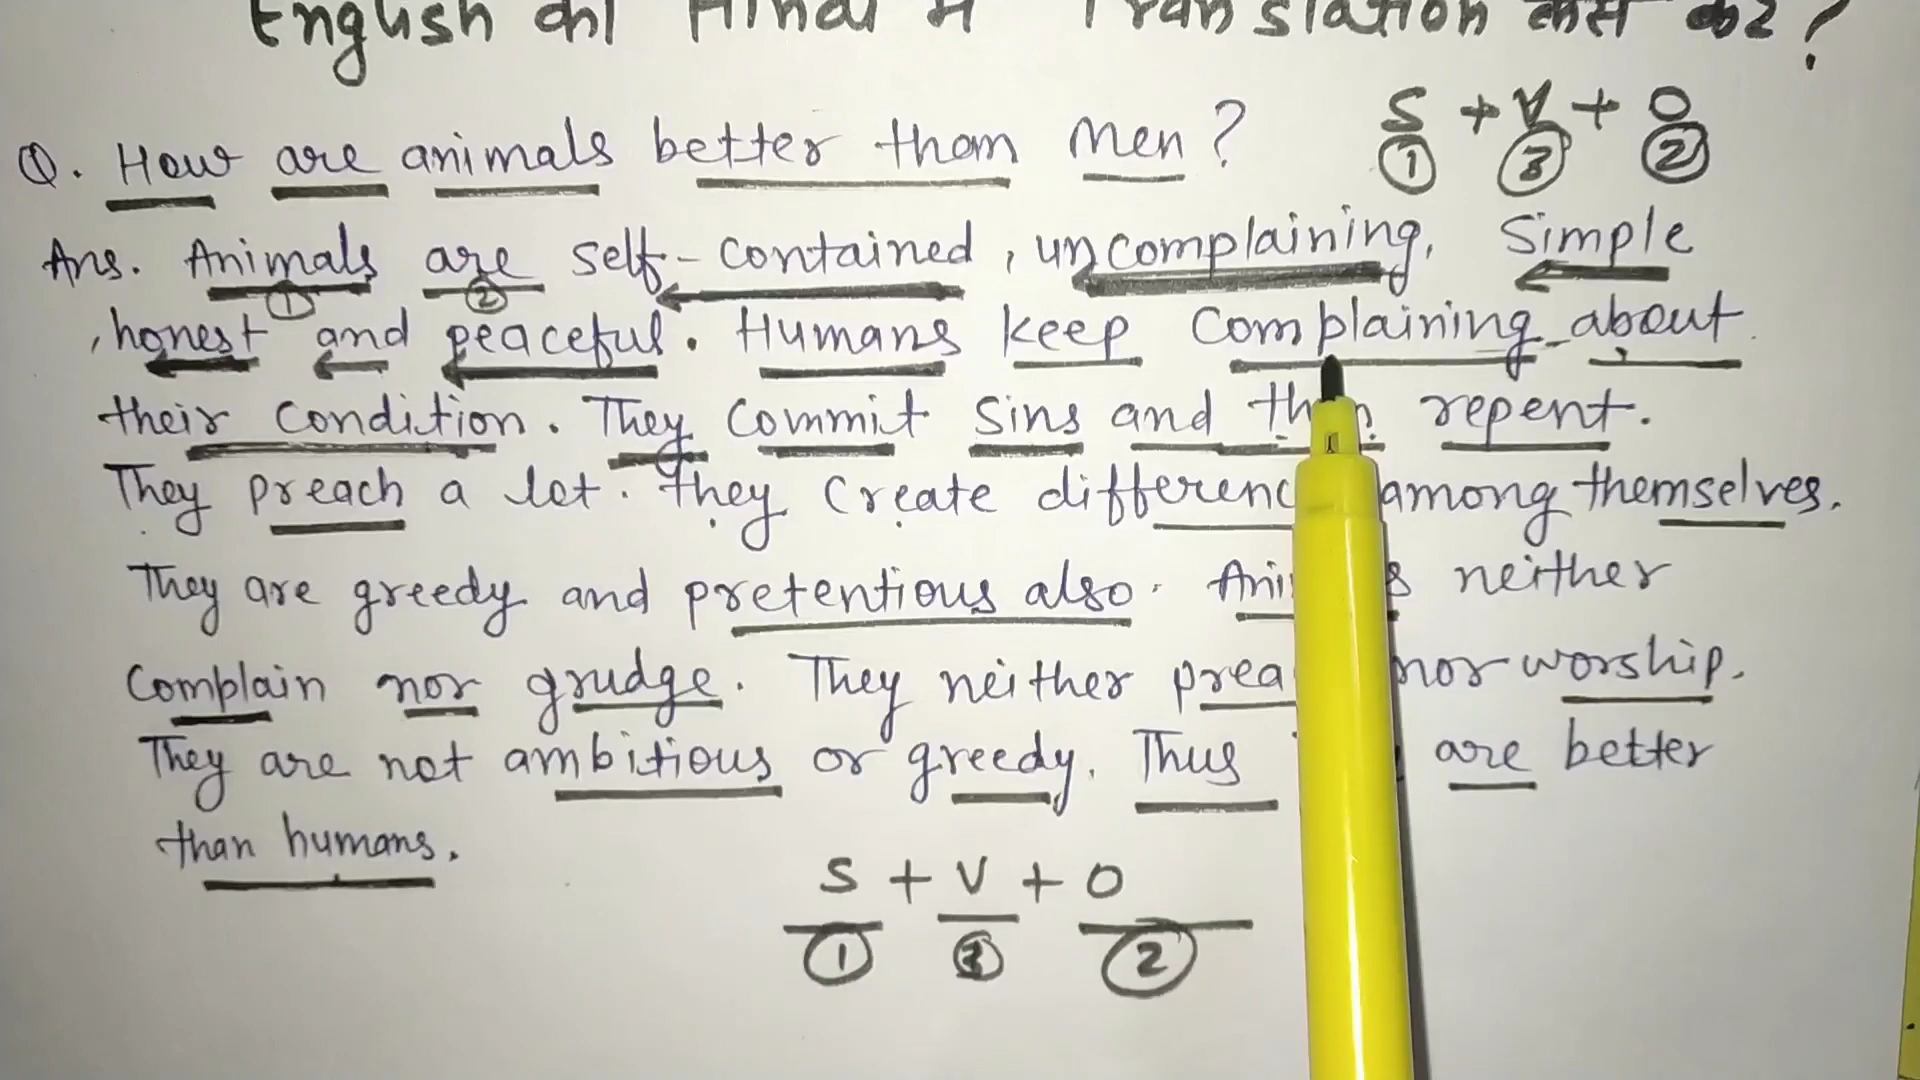 English का Hindi में Translation कैसे करे ?
Q. How are animals better than Men ? S + V + O
1 3 2
Ans. Animals are self-contained, uncomplaining, Simple
1 2
, honest and peaceful. Humans keep Complaining about
their Condition. They Commit Sins and then repent.
They preach a lot. They Create among themselves.
They are greedy and pretentious also. neither
Complain nor grudge. They neither nor worship.
They are not ambitious or greedy. Thus are better
than humans.
S + V + O
1 3 2